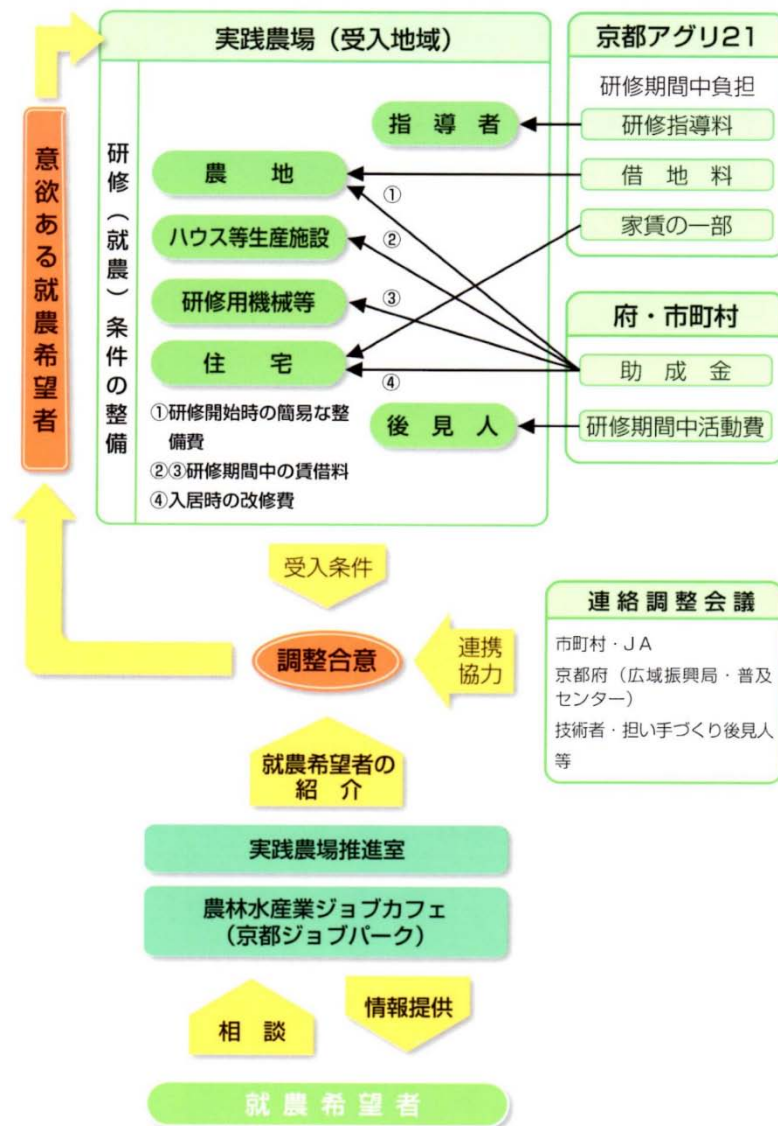 実践農場（受入地域）
研修（就農）条件の整備
指導者
農地
ハウス等生産施設
研修用機械等
住宅
後見人
①
②
③
④
①研修開始時の簡易な整
備費
②③研修期間中の賃借料
④入居時の改修費
京都アグリ21
研修期間中負担
研修指導料
借地料
家賃の一部
府・市町村
助成金
研修期間中活動費
意欲ある就農希望者
受入条件
調整合意
連携
協力
連絡調整会議
市町村・JA
京都府（広域振興局・普及
センター）
技術者・担い手づくり後見人
等
就農希望者の
紹介
実践農場推進室
農林水産業ジョブカフェ
（京都ジョブパーク）
相談
情報提供
就農希望者